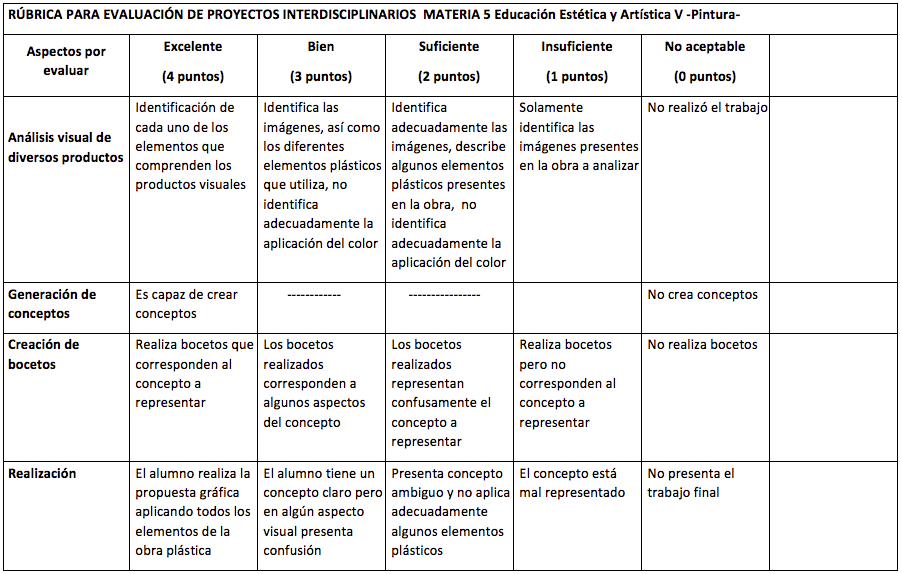 RÚBRICA PARA EVALUACIÓN DE PROYECTOS INTERDISCIPLINARIOS  MATERIA 5 Educación Estética y Artística V -Pintura-
Aspectos por
evaluar
Excelente
(4 puntos)
Bien
(3 puntos)
Suficiente
(2 puntos)
Insuficiente
(1 punto)
No aceptable
(0 puntos)
Análisis visual de
diversos productos
Identificación de
cada uno de los
elementos que
comprenden los
productos visuales
Identifica las
imágenes, así como
los diferentes
elementos plásticos
que utiliza, no
identifica
adecuadamente la
aplicación del color
Identifica
adecuadamente las
imágenes, describe
algunos elementos
plásticos presentes
en la obra,  no
identifica
adecuadamente la
aplicación del color
Solamente
identifica las
imágenes presentes
en la obra a analizar
No realizó el trabajo
Generación de
conceptos
Es capaz de crear
conceptos
------------
----------------
No crea conceptos
Creación de
bocetos
Realiza bocetos que
corresponden al
concepto a
representar
Los bocetos
realizados
corresponden a
algunos aspectos
del concepto
Los bocetos
realizados
representan
confusamente el
concepto a
representar
Realiza bocetos
pero no
corresponden al
concepto a
representar
No realiza bocetos
Realización
El alumno realiza la
propuesta gráfica
aplicando todos los
elementos de la
obra plástica
El alumno tiene un
concepto claro pero
en algún aspecto
visual presenta
confusión
Presenta concepto
ambiguo y no aplica
adecuadamente
algunos elementos
plásticos
El concepto está
mal representado
No presenta el
trabajo final